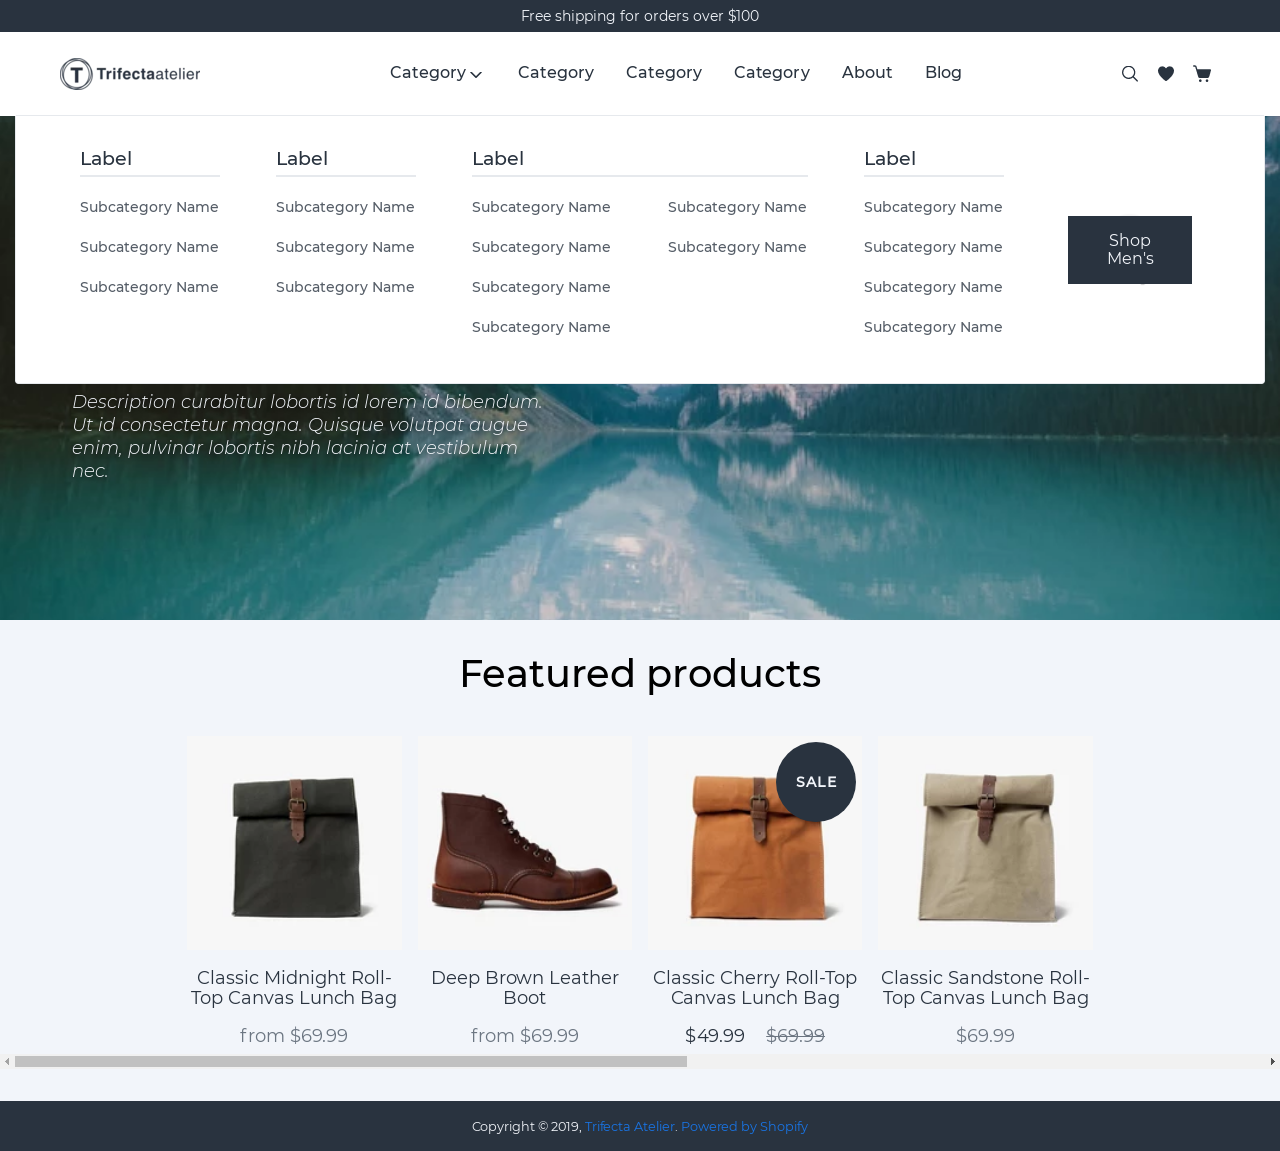 Free shipping for orders over $100
T Trifectaatelier
Category Category Category Category About Blog
Label Label Label Label
Subcategory Name Subcategory Name Subcategory Name Subcategory Name Subcategory Name
Subcategory Name Subcategory Name Subcategory Name Subcategory Name Subcategory Name
Subcategory Name Subcategory Name Subcategory Name Subcategory Name
Subcategory Name Subcategory Name
Shop
Men's
Description curabitur lobortis id lorem id bibendum.
Ut id consectetur magna. Quisque volutpat augue
enim, pulvinar lobortis nibh lacinia at vestibulum
nec.
Featured products
SALE
Classic Midnight Roll-
Top Canvas Lunch Bag
from $69.99
Deep Brown Leather
Boot
from $69.99
Classic Cherry Roll-Top
Canvas Lunch Bag
$49.99 $69.99
Classic Sandstone Roll-
Top Canvas Lunch Bag
$69.99
Copyright © 2019, Trifecta Atelier. Powered by Shopify